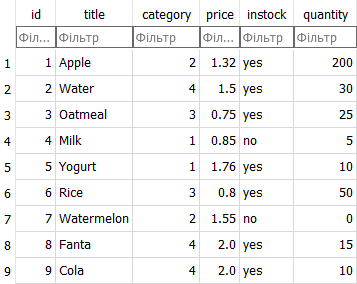 id title category price instock quantity
Філ... Фільтр Фільтр Філ... Фільтр Фільтр
1 1 Apple 2 1.32 yes 200
2 2 Water 4 1.5 yes 30
3 3 Oatmeal 3 0.75 yes 25
4 4 Milk 1 0.85 no 5
5 5 Yogurt 1 1.76 yes 10
6 6 Rice 3 0.8 yes 50
7 7 Watermelon 2 1.55 no 0
8 8 Fanta 4 2.0 yes 15
9 9 Cola 4 2.0 yes 10